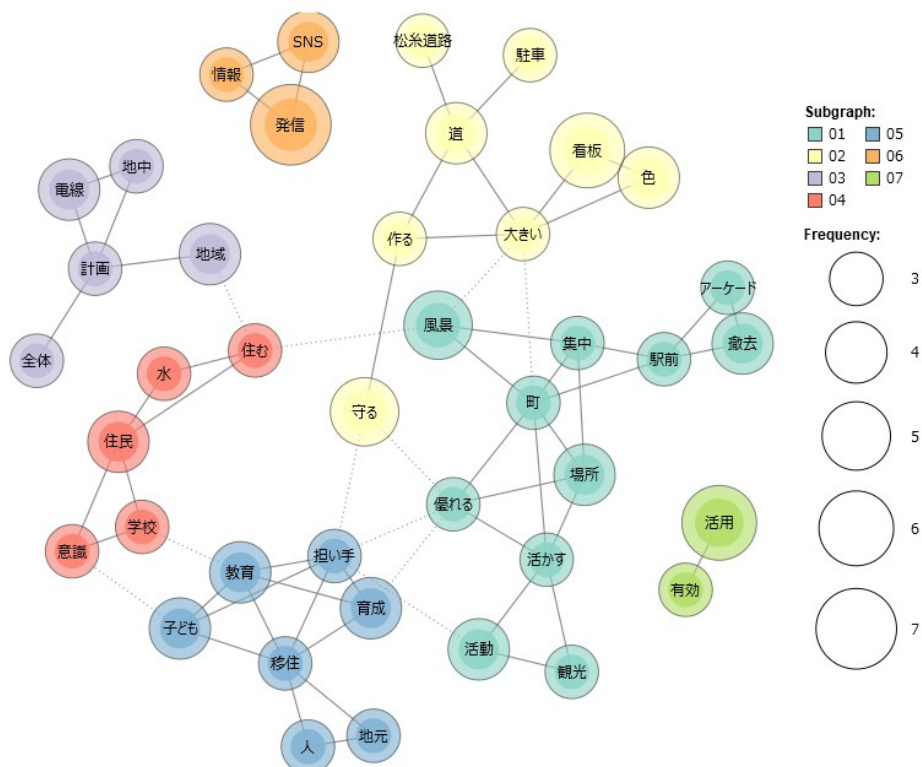 SNS
情報
発信
松糸道路
駐車
道
看板
色
作る
大きい
守る
地中
電線
計画
地域
全体
住む
水
住民
学校
意識
風景
集中
アーケード
駅前
撤去
町
場所
優れる
活かす
活動
観光
担い手
教育
育成
子ども
移住
人
地元
活用
有効
Subgraph:
01 05
02 06
03 07
04
Frequency:
3
4
5
6
7